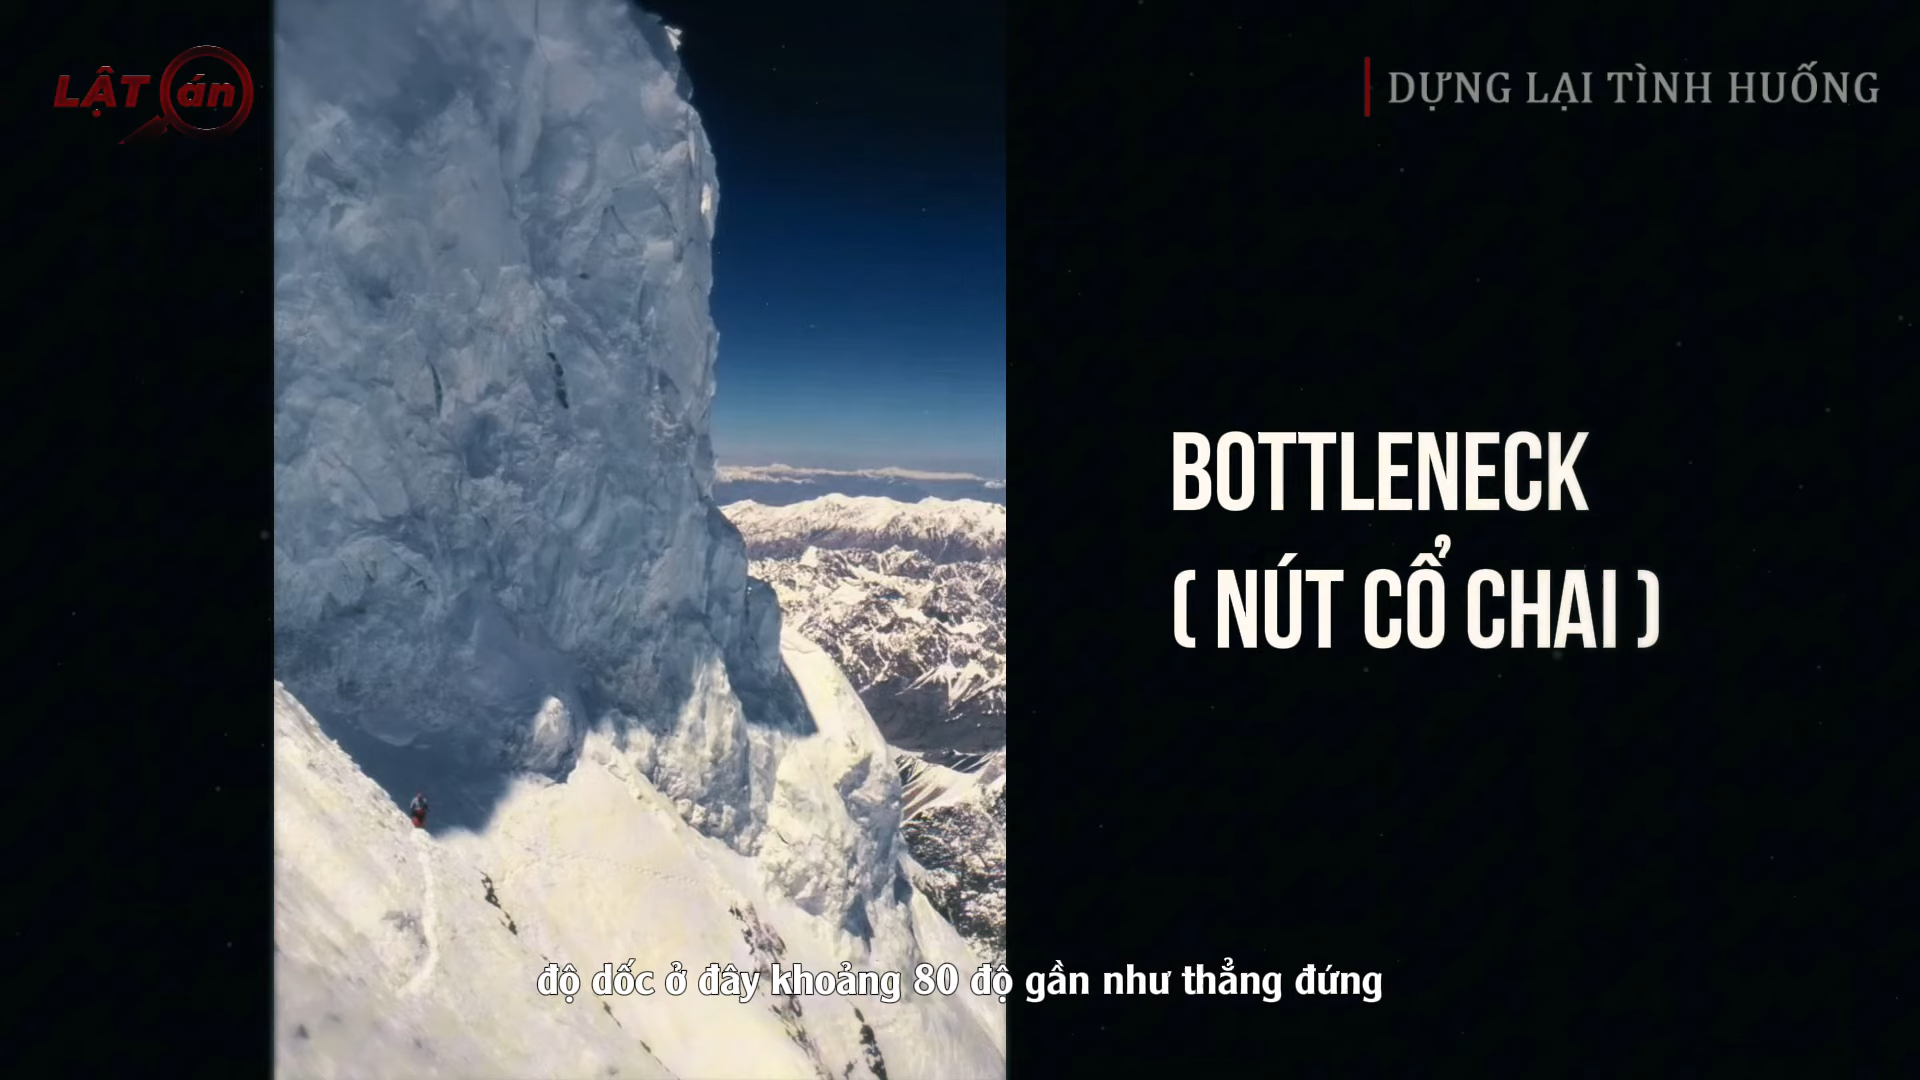 LẬT án
DỰNG LẠI TÌNH HUỐNG
BOTTLENECK
( NÚT CỔ CHAI )
độ dốc ở đây khoảng 80 độ gần như thẳng đứng